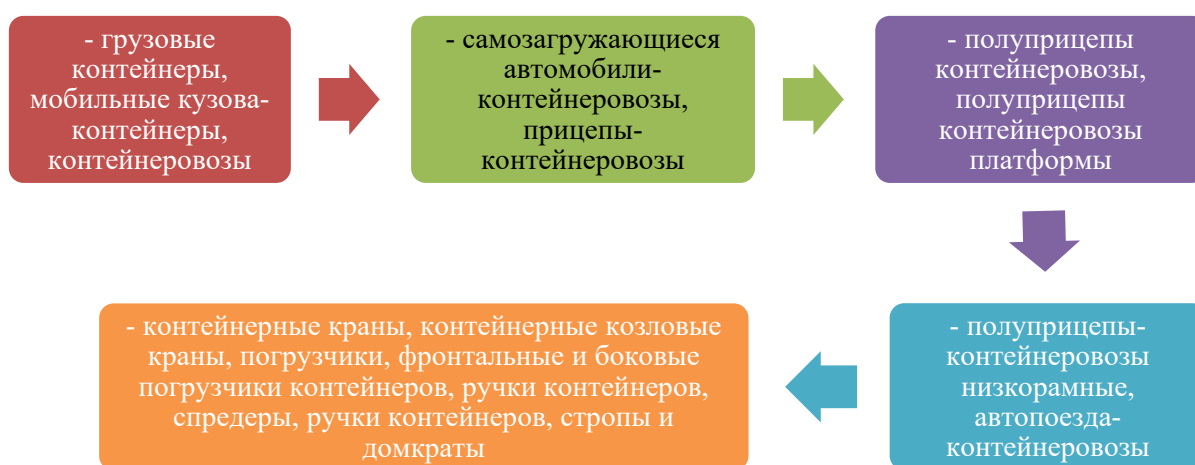 - грузовые
контейнеры,
мобильные кузова-
контейнеры,
контейнеровозы
- самозагружающиеся
автомобили-
контейнеровозы,
прицепы-
контейнеровозы
- полуприцепы
контейнеровозы,
полуприцепы
контейнеровозы
платформы
- полуприцепы-
контейнеровозы
низкорамные,
автопоезда-
контейнеровозы
- контейнерные краны, контейнерные козловые
краны, погрузчики, фронтальные и боковые
погрузчики контейнеров, ручки контейнеров,
спредеры, ручки контейнеров, стропы и
домкраты